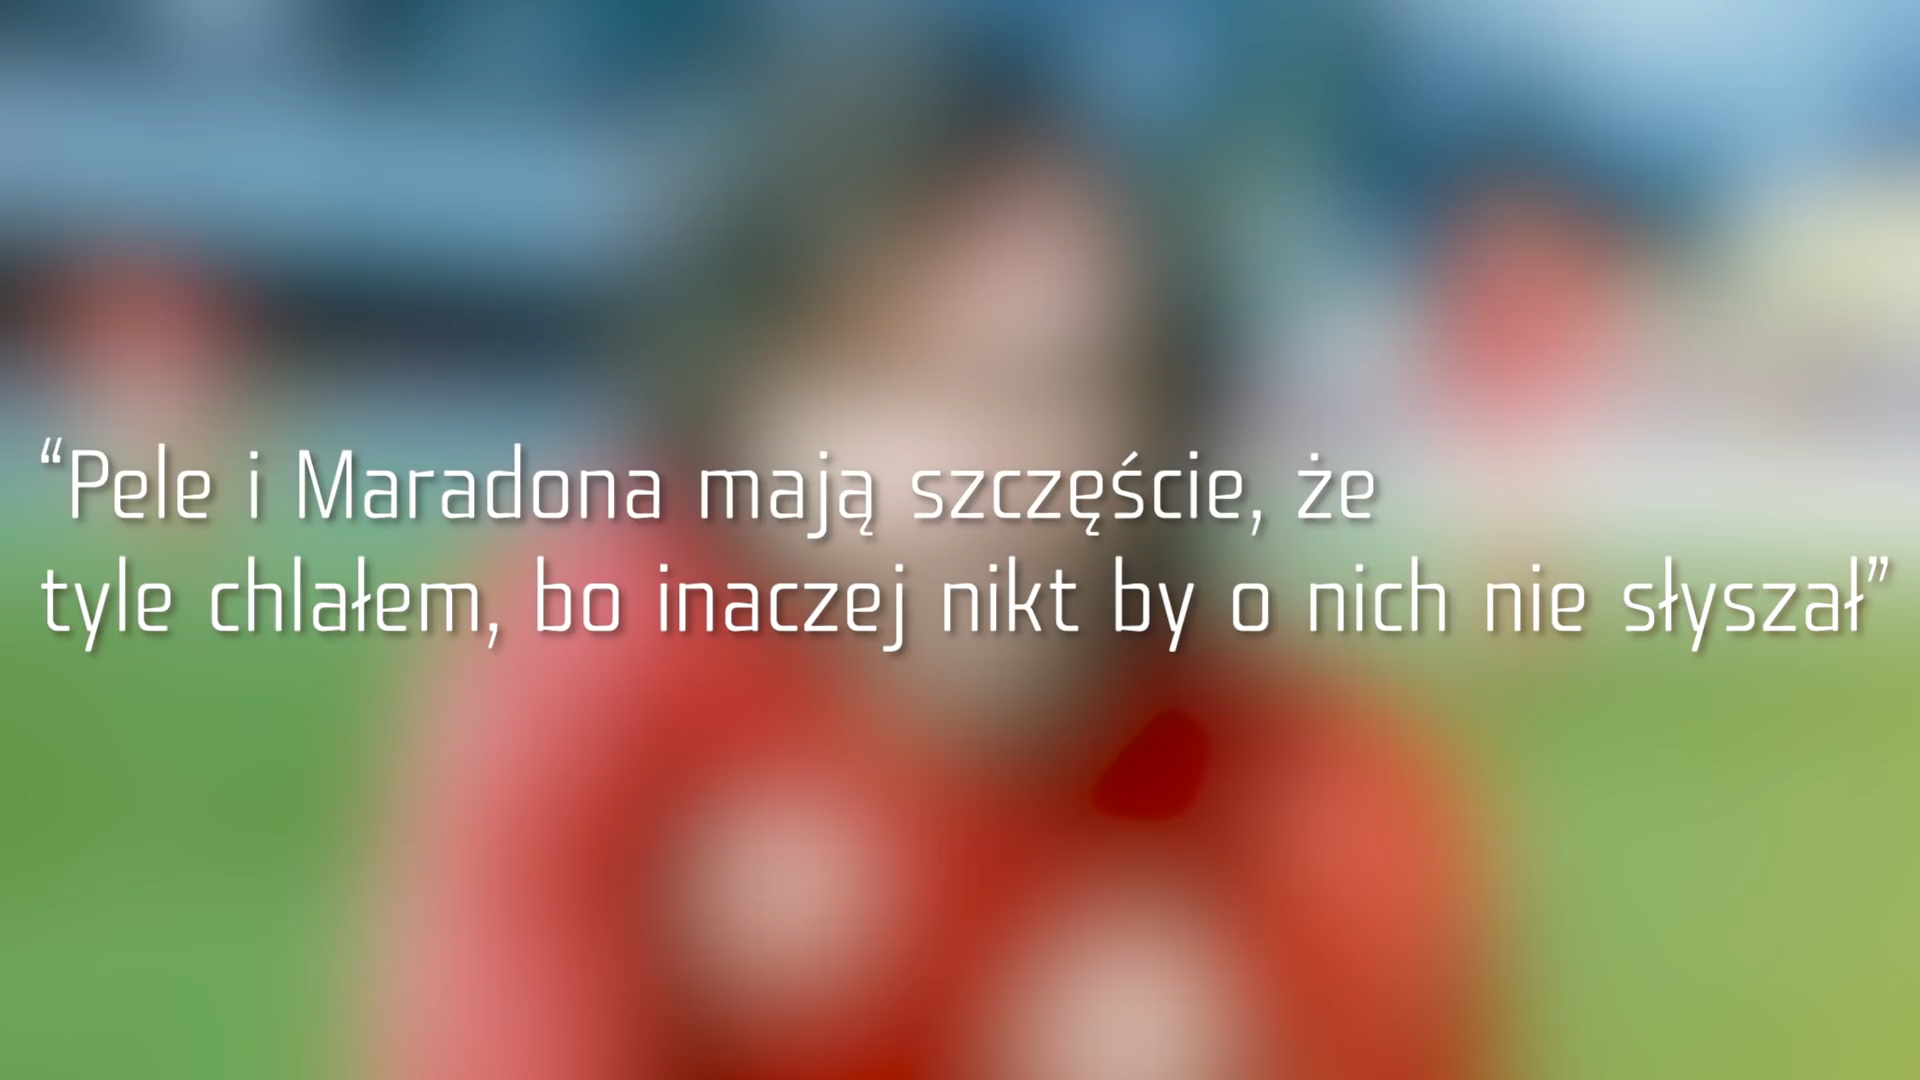 “Pele i Maradona mają szczęście, że
tyle chlałem, bo inaczej nikt by o nich nie słyszał”